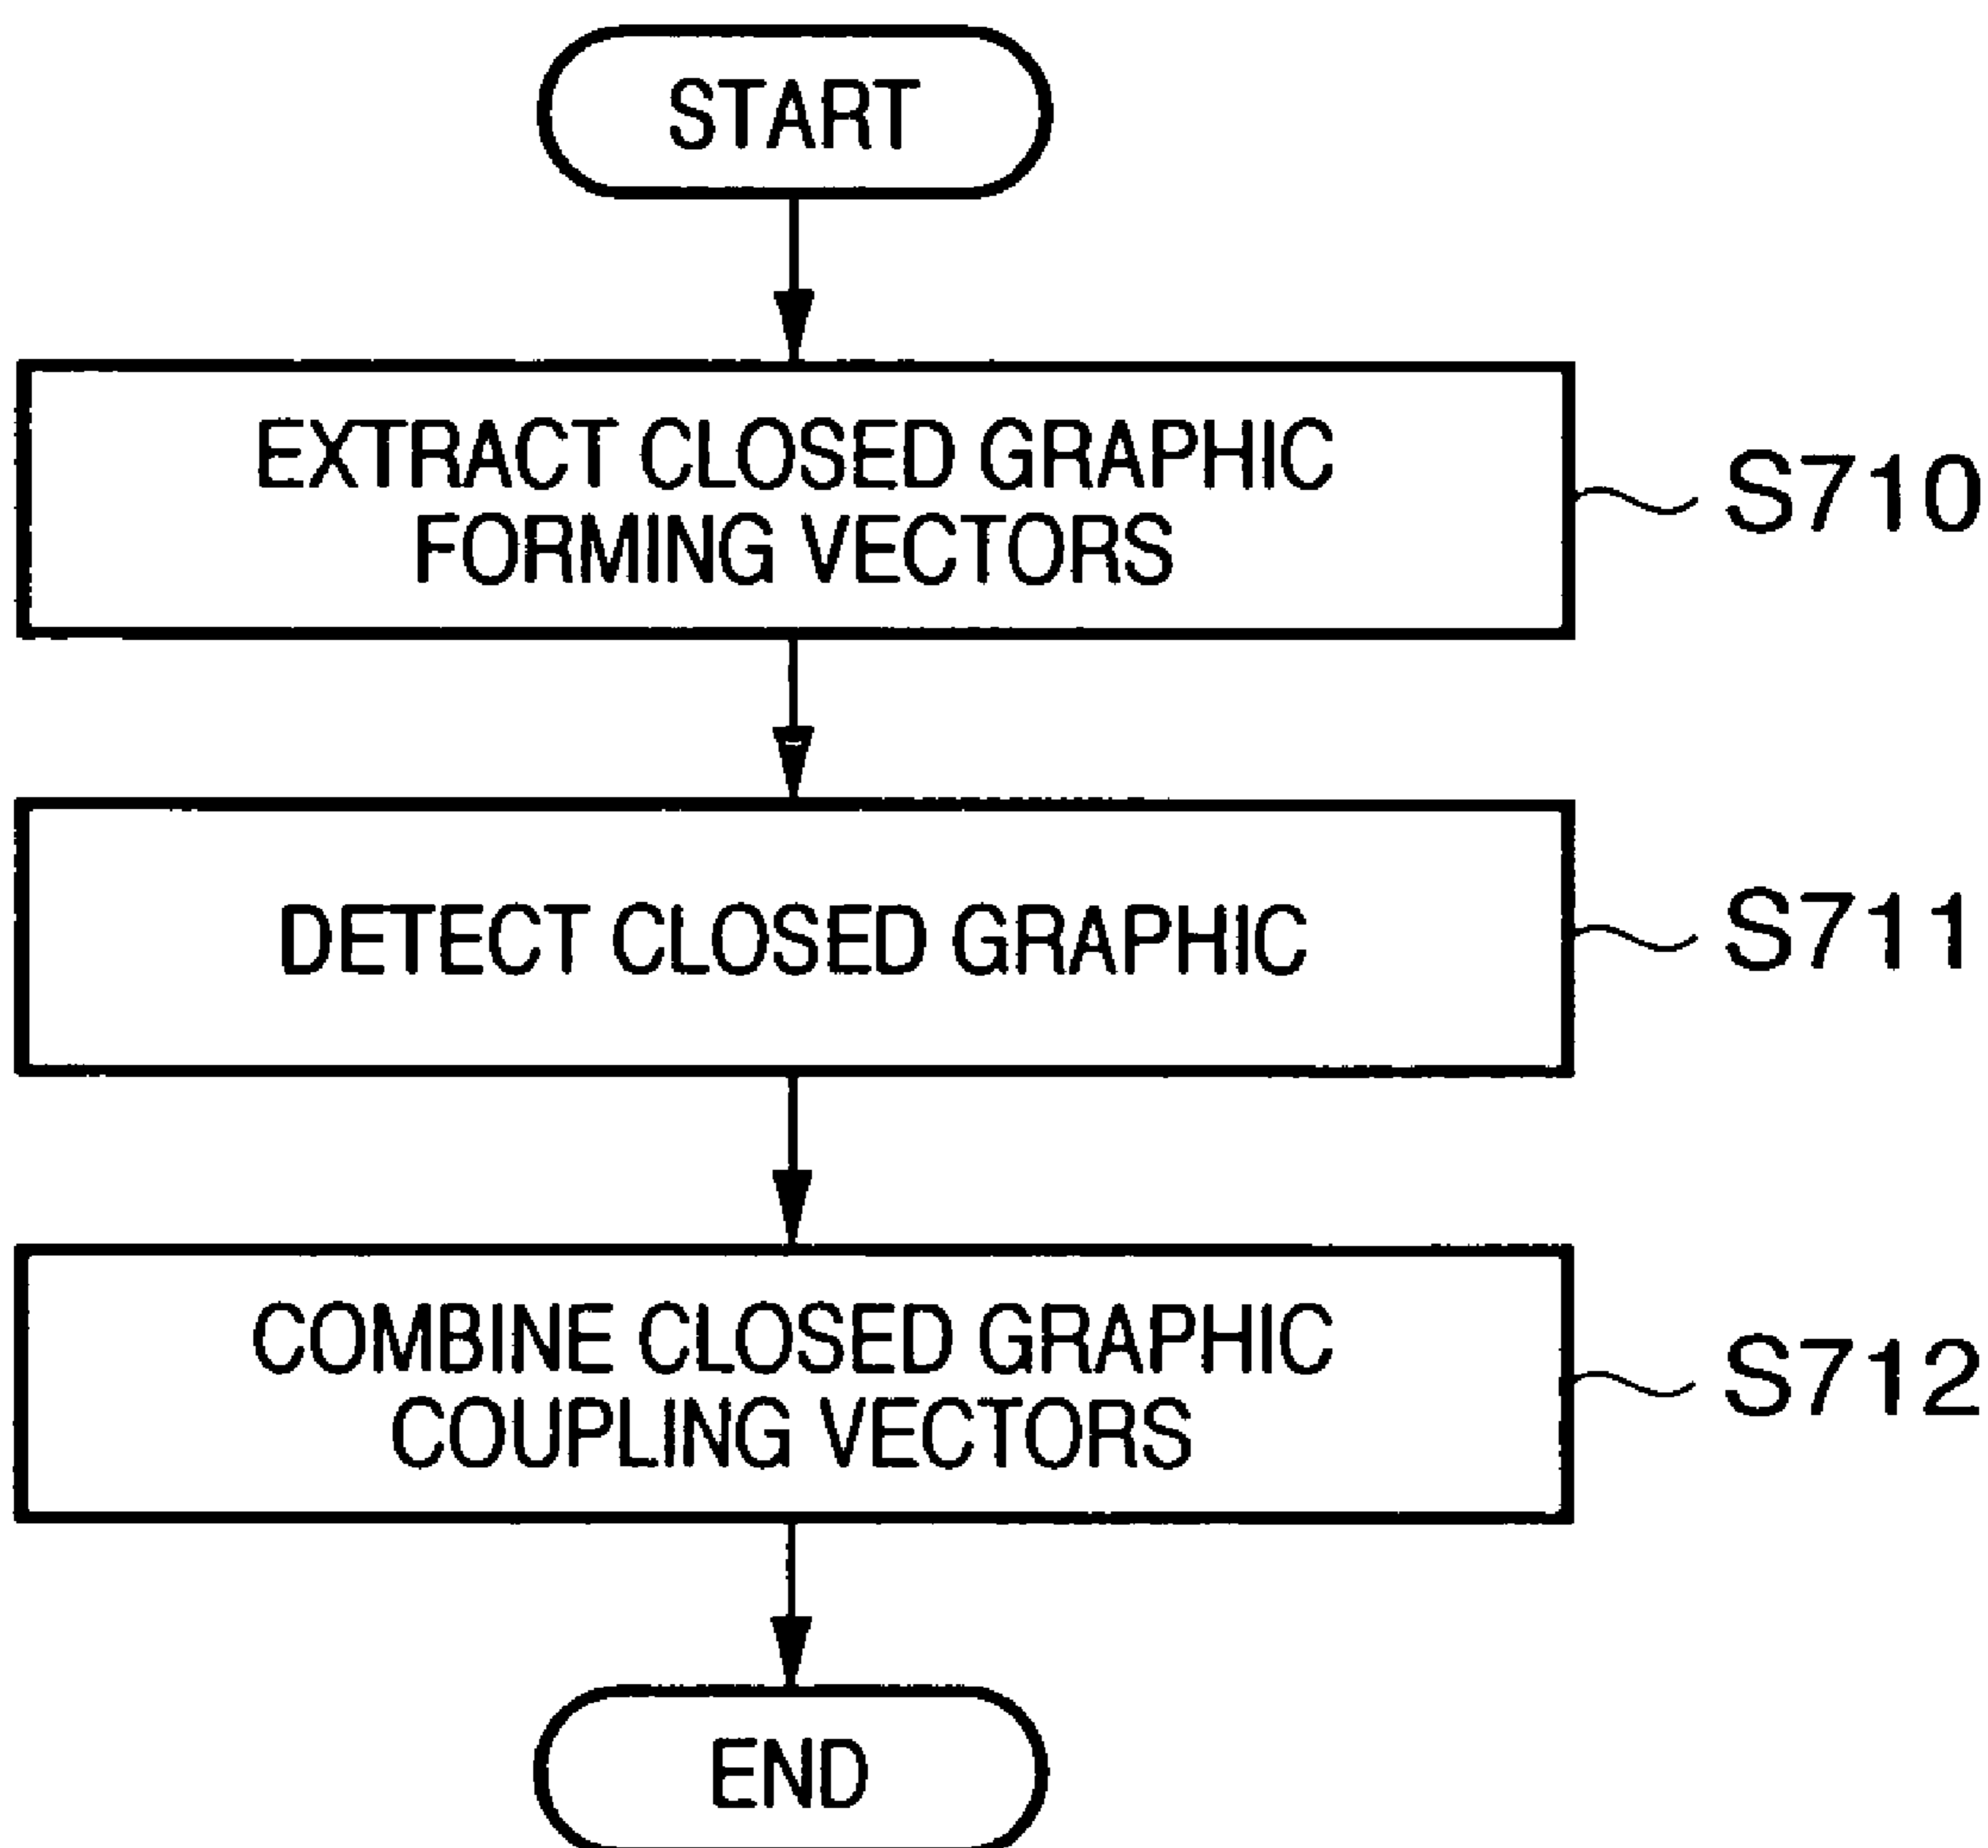 START
EXTRACT CLOSED GRAPHIC
FORMING VECTORS
S710
DETECT CLOSED GRAPHIC
S711
COMBINE CLOSED GRAPHIC
COUPLING VECTORS
S712
END